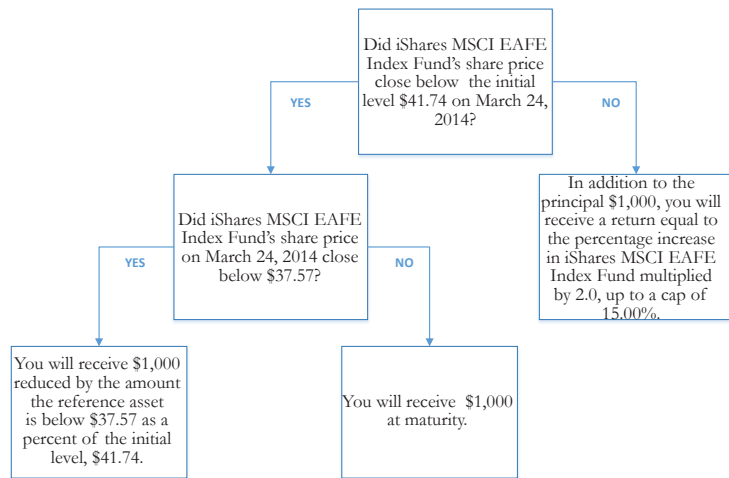 Did iShares MSCI EAFE
Index Fund's share price
close below the initial
level $41.74 on March 24,
2014?
YES
NO
Did iShares MSCI EAFE
Index Fund's share price
on March 24, 2014 close
below $37.57?
In addition to the
principal $1,000, you will
receive a return equal to
the percentage increase
in iShares MSCI EAFE
Index Fund multiplied
by 2.0, up to a cap of
15.00%.
YES
NO
You will receive $1,000
reduced by the amount
the reference asset
is below $37.57 as a
percent of the initial
level, $41.74.
You will receive $1,000
at maturity.